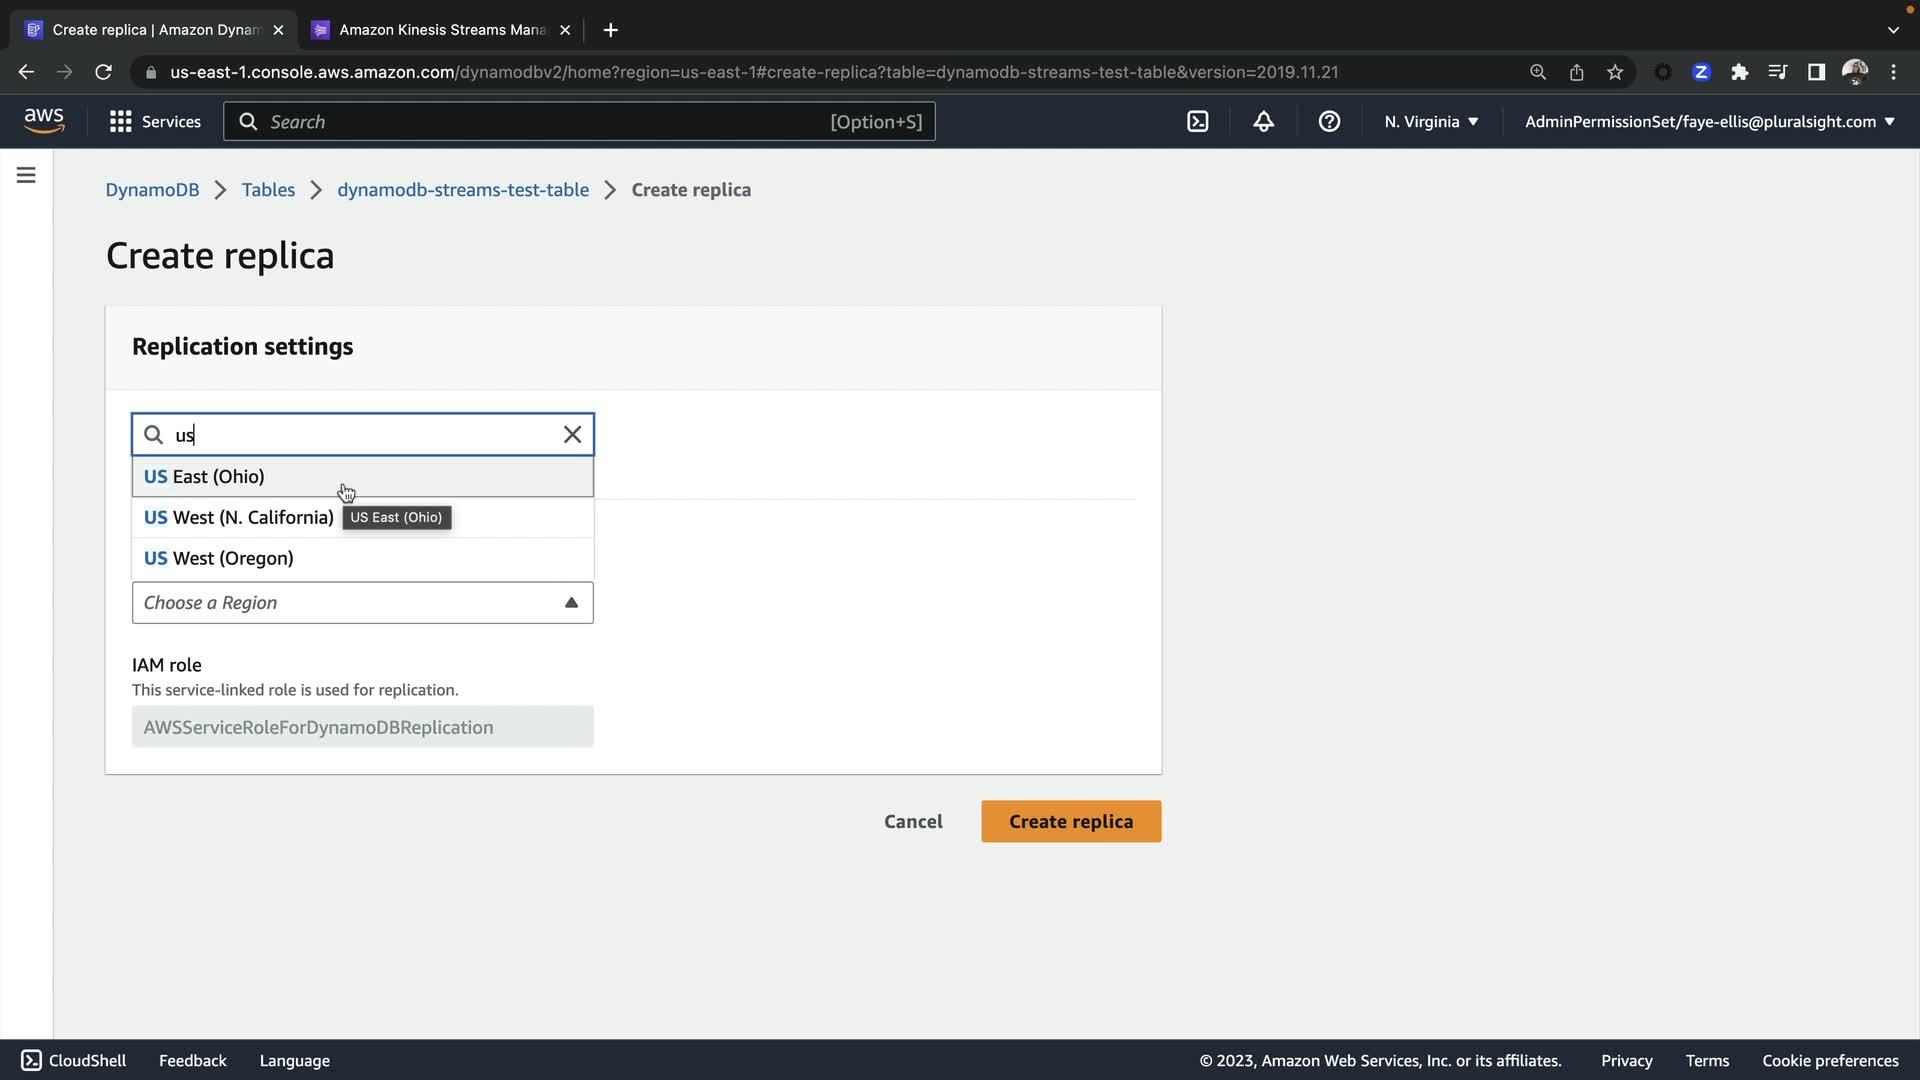 Create replica | Amazon Dynam
Amazon Kinesis Streams Mana
us-east-1.console.aws.amazon.com/dynamodbv2/home?region=us-east-1#create-replica?table=dynamodb-streams-test-table&version=2019.11.21
aws
Services
Search
[Option+S]
N. Virginia
AdminPermissionSet/faye-ellis@pluralsight.com
DynamoDB
Tables
dynamodb-streams-test-table
Create replica
Create replica
Replication settings
us
US East (Ohio)
US West (N. California)
US East (Ohio)
US West (Oregon)
Choose a Region
IAM role
This service-linked role is used for replication.
AWSServiceRoleForDynamoDBReplication
Cancel
Create replica
CloudShell
Feedback
Language
© 2023, Amazon Web Services, Inc. or its affiliates.
Privacy
Terms
Cookie preferences